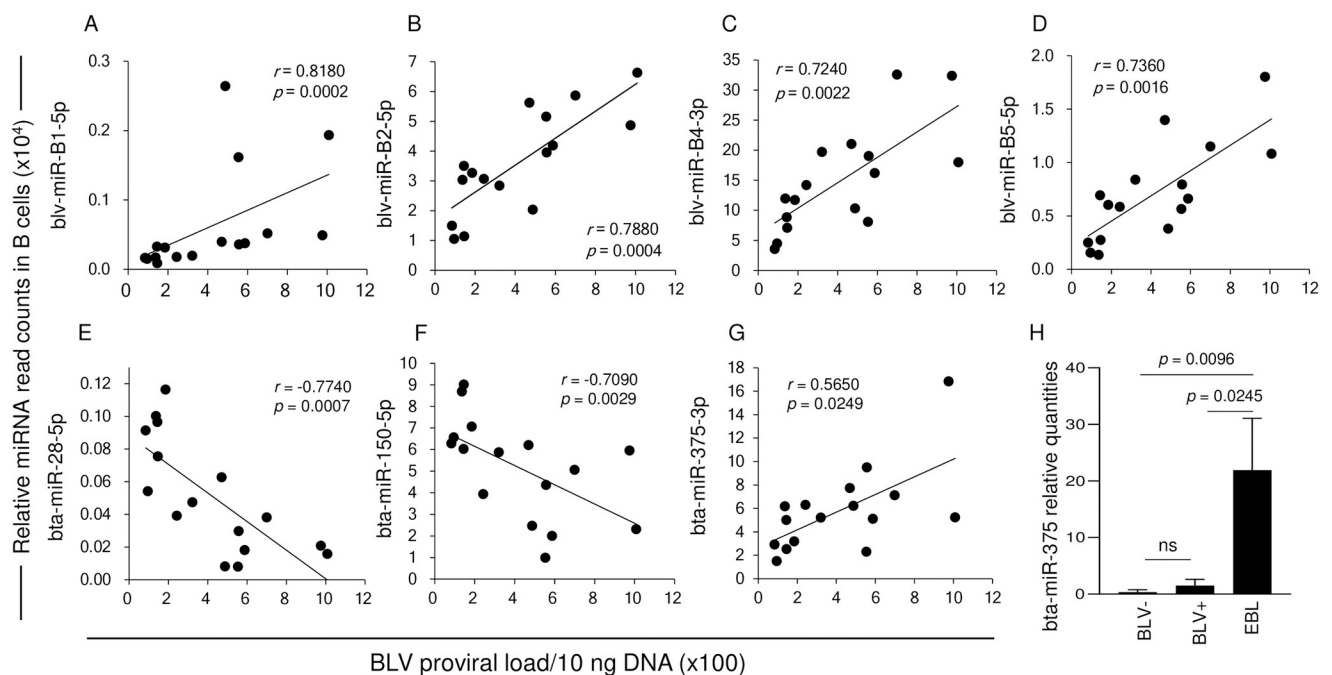 A
B
C
D
Relative miRNA read counts in B cells (x10⁴)
blv-miR-B1-5p
0.3
0.2
0.1
0.0
r = 0.8180
p = 0.0002
0 2 4 6 8 10 12
blv-miR-B2-5p
7
6
5
4
3
2
1
0
r = 0.7880
p = 0.0004
0 2 4 6 8 10 12
blv-miR-B4-3p
35
30
25
20
15
10
5
0
r = 0.7240
p = 0.0022
0 2 4 6 8 10 12
blv-miR-B5-5p
2.0
1.5
1.0
0.5
0.0
r = 0.7360
p = 0.0016
0 2 4 6 8 10 12
E
F
G
H
bta-miR-28-5p
0.12
0.10
0.08
0.06
0.04
0.02
0.00
r = -0.7740
p = 0.0007
0 2 4 6 8 10 12
bta-miR-150-5p
10
9
8
7
6
5
4
3
2
1
0
r = -0.7090
p = 0.0029
0 2 4 6 8 10 12
bta-miR-375-3p
18
16
14
12
10
8
6
4
2
0
r = 0.5650
p = 0.0249
0 2 4 6 8 10 12
bta-miR-375 relative quantities
40
30
20
10
0
p = 0.0096
p = 0.0245
ns
BLV-
BLV+
EBL
BLV proviral load/10 ng DNA (x100)